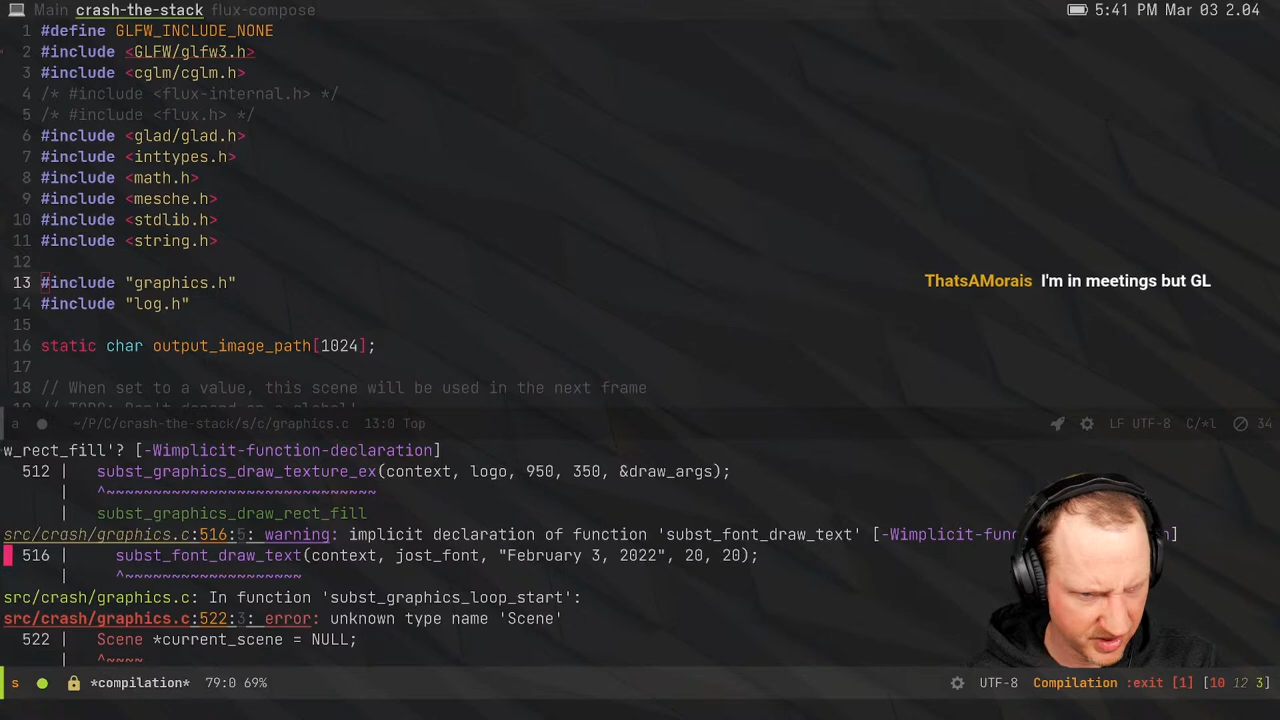 Main crash-the-stack flux-compose
5:41 PM Mar 03 2.04
1 #define GLFW_INCLUDE_NONE
2 #include <GLFW/glfw3.h>
3 #include <cglm/cglm.h>
4 /* #include <flux-internal.h> */
5 /* #include <flux.h> */
6 #include <glad/glad.h>
7 #include <inttypes.h>
8 #include <math.h>
9 #include <mesche.h>
10 #include <stdlib.h>
11 #include <string.h>
12
13 #include "graphics.h"
ThatsAMorais I'm in meetings but GL
14 #include "log.h"
15
16 static char output_image_path[1024];
17
18 // When set to a value, this scene will be used in the next frame
a ~/P/C/crash-the-stack/s/c/graphics.c 13:0 Top LF UTF-8 C/*l 34
w_rect_fill'? [-Wimplicit-function-declaration]
512 | subst_graphics_draw_texture_ex(context, logo, 950, 350, &draw_args);
| ^~~~~~~~~~~~~~~~~~~~~~~~~~~~~~
| subst_graphics_draw_rect_fill
src/crash/graphics.c:516:5: warning: implicit declaration of function 'subst_font_draw_text' [-Wimplicit-func
516 | subst_font_draw_text(context, jost_font, "February 3, 2022", 20, 20);
| ^~~~~~~~~~~~~~~~~~~~
src/crash/graphics.c: In function 'subst_graphics_loop_start':
src/crash/graphics.c:522:3: error: unknown type name 'Scene'
522 | Scene *current_scene = NULL;
| ^~~~~
s *compilation* 79:0 69% UTF-8 Compilation :exit [1] [10 12 3]